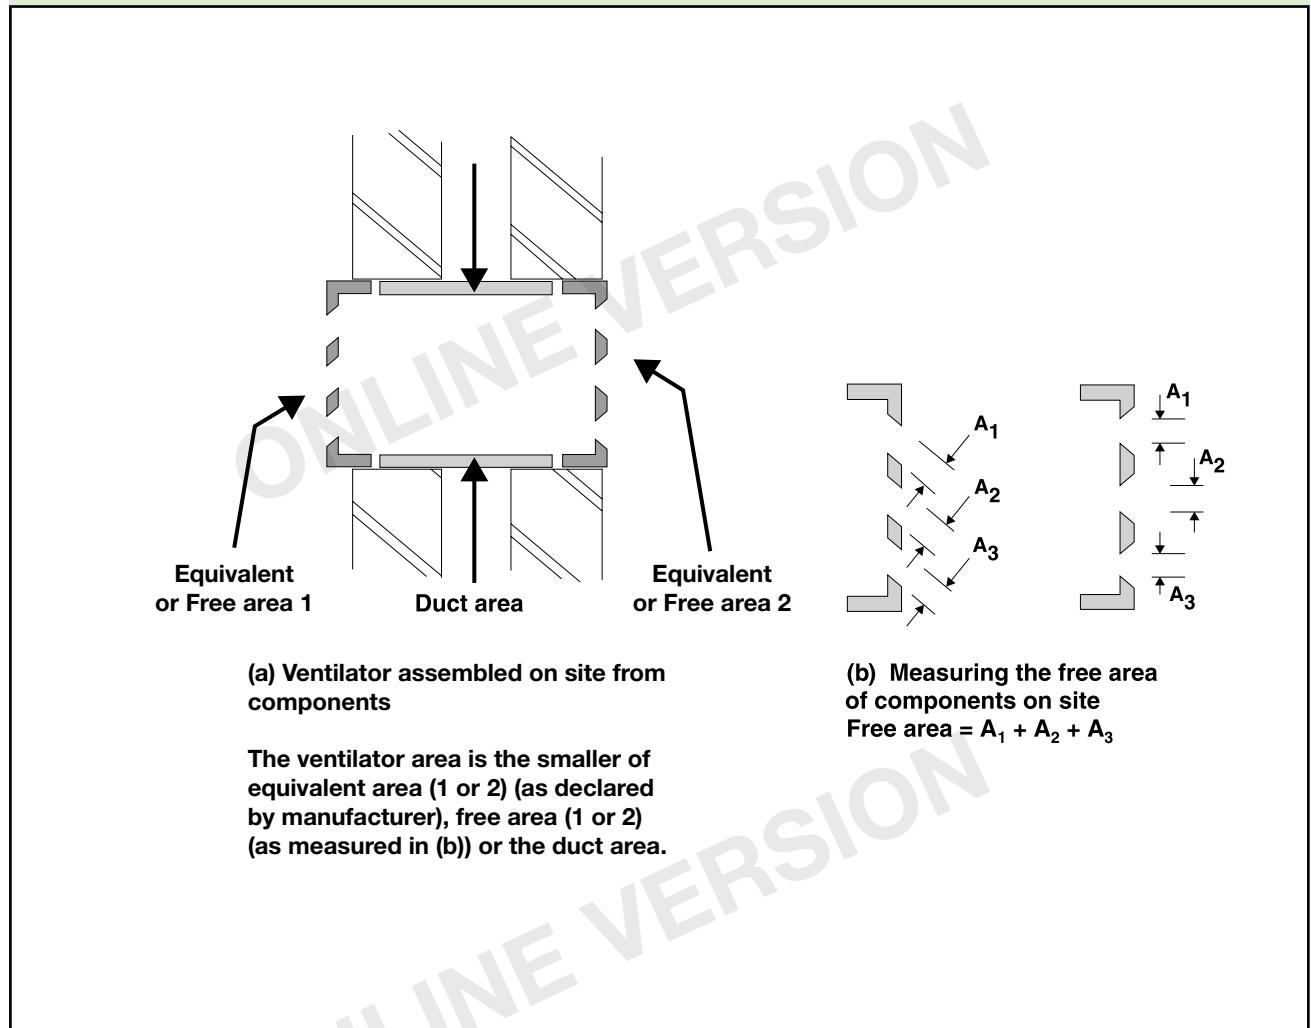 ONLINE VERSION
Equivalent
or Free area 1
Duct area
Equivalent
or Free area 2
A1
A2
A3
A1
A2
A3
(a) Ventilator assembled on site from
components
The ventilator area is the smaller of
equivalent area (1 or 2) (as declared
by manufacturer), free area (1 or 2)
(as measured in (b)) or the duct area.
(b) Measuring the free area
of components on site
Free area = A1 + A2 + A3
LINE VERSION